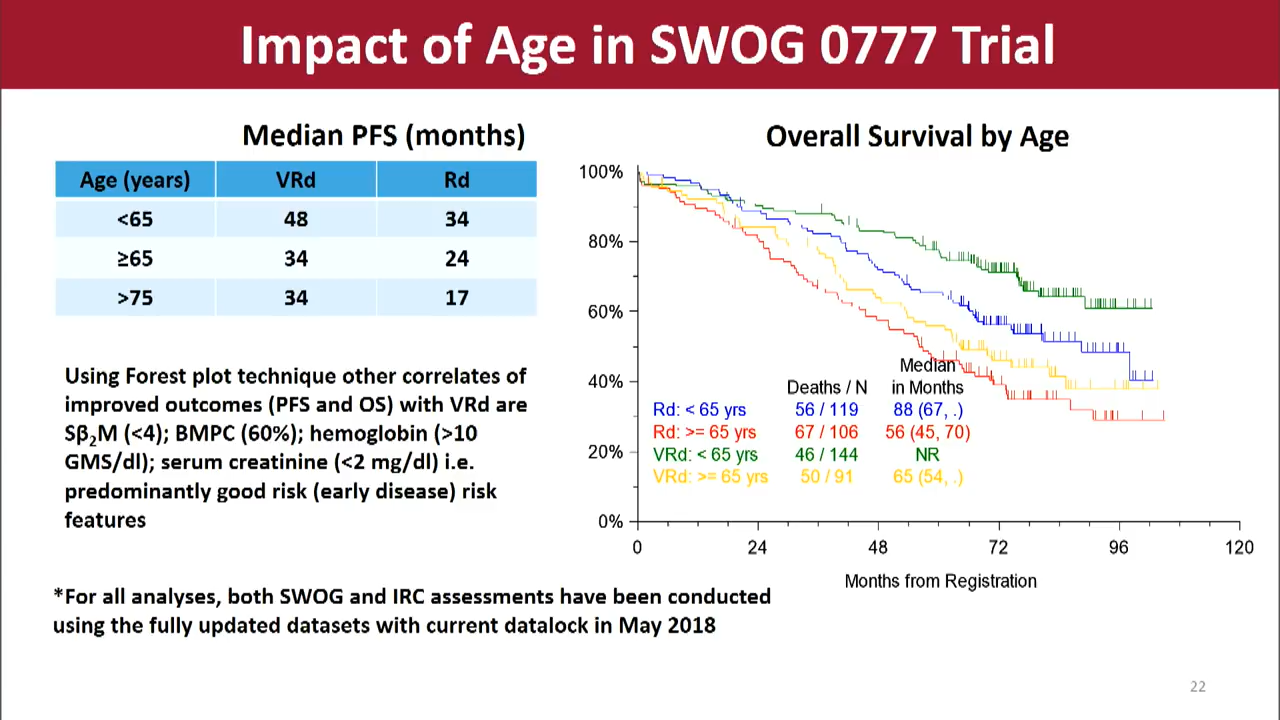 Impact of Age in SWOG 0777 Trial
Median PFS (months)
Age (years) VRd Rd
<65 48 34
≥65 34 24
>75 34 17
Using Forest plot technique other correlates of
improved outcomes (PFS and OS) with VRd are
Sβ₂M (<4); BMPC (60%); hemoglobin (>10
GMS/dl); serum creatinine (<2 mg/dl) i.e.
predominantly good risk (early disease) risk
features
Overall Survival by Age
100%
80%
60%
40%
20%
0%
Median
Deaths / N in Months
Rd: < 65 yrs 56 / 119 88 (67, .)
Rd: >= 65 yrs 67 / 106 56 (45, 70)
VRd: < 65 yrs 46 / 144 NR
VRd: >= 65 yrs 50 / 91 65 (54, .)
0 24 48 72 96 120
Months from Registration
*For all analyses, both SWOG and IRC assessments have been conducted
using the fully updated datasets with current datalock in May 2018
22